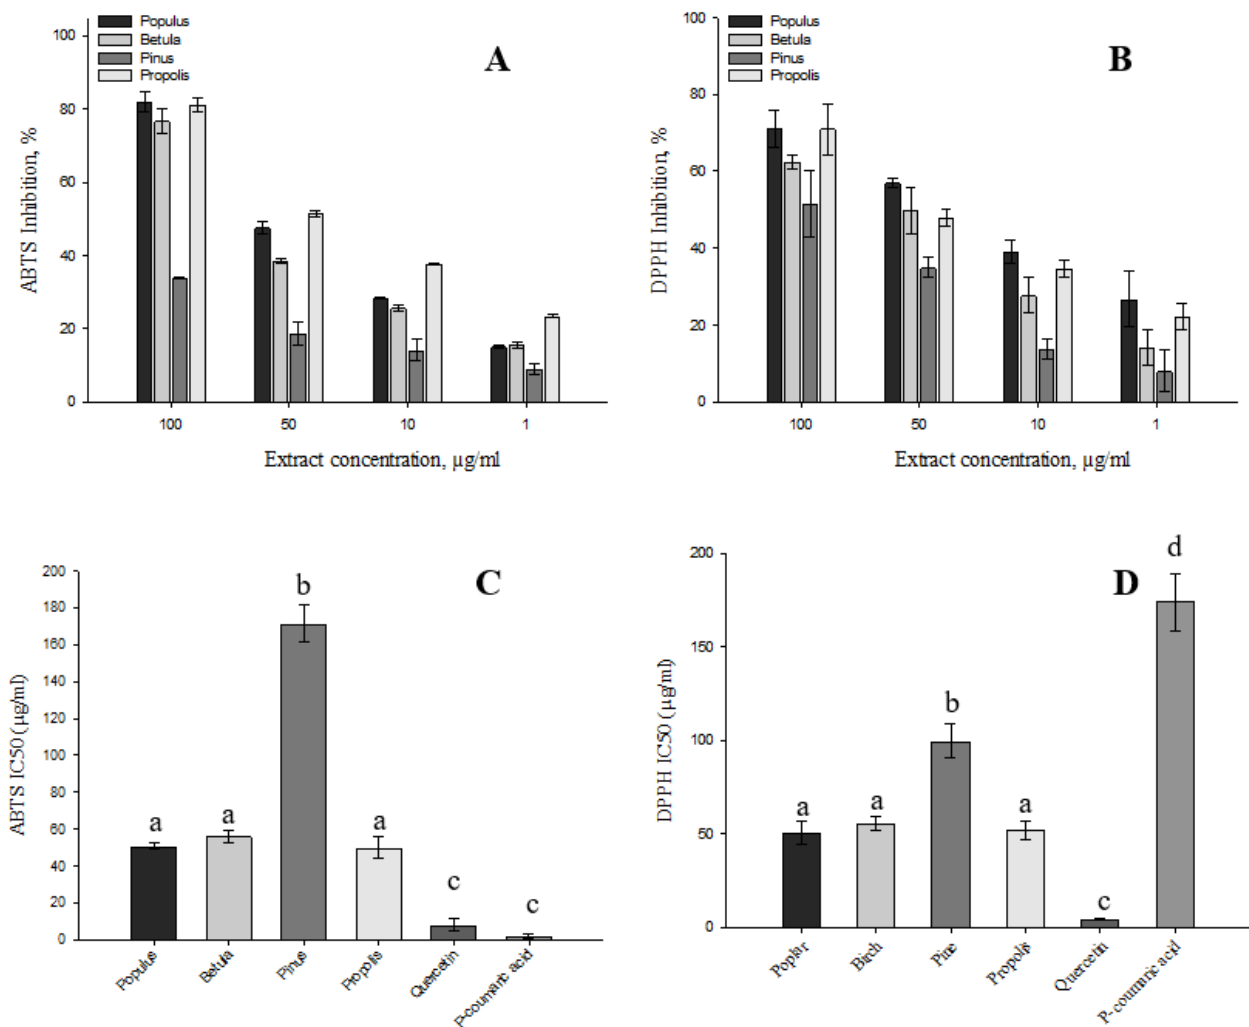 Populus
Betula
Pinus
Propolis
A
100
80
60
40
20
0
ABTS Inhibition, %
100 50 10 1
Extract concentration, µg/ml
Populus
Betula
Pinus
Propolis
B
100
80
60
40
20
0
DPPH Inhibition, %
100 50 10 1
Extract concentration, µg/ml
C
200
180
160
140
120
100
80
60
40
20
0
ABTS IC50 (µg/ml)
a a b a c c
Populus
Betula
Pinus
Propolis
Quercetin
P-coumaric acid
D
200
150
100
50
0
DPPH IC50 (µg/ml)
a a b a c d
Poplar
Birch
Pine
Propolis
Quercetin
P-coumaric acid